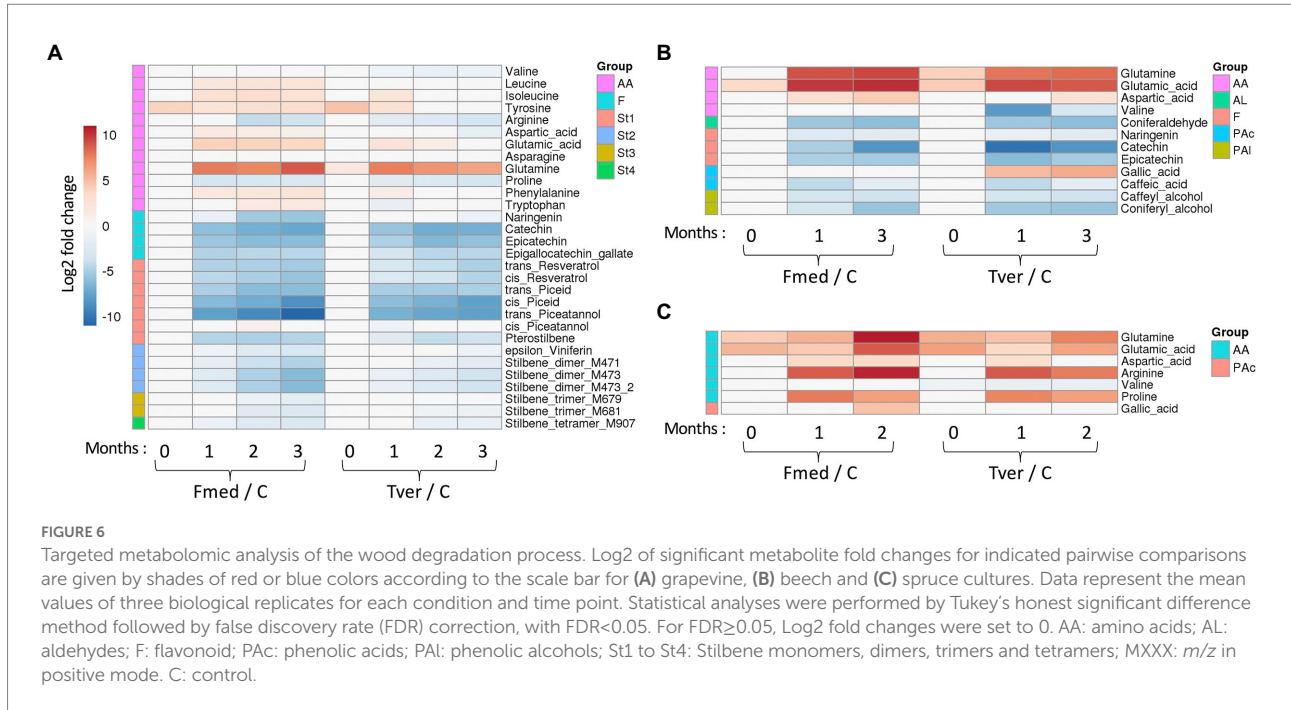 A
Valine
Leucine
Isoleucine
Tyrosine
Arginine
Aspartic_acid
Glutamic_acid
Asparagine
Glutamine
Proline
Phenylalanine
Tryptophan
Naringenin
Catechin
Epicatechin
Epigallocatechin_gallate
trans_Resveratrol
cis_Resveratrol
trans_Piceid
cis_Piceid
trans_Piceatannol
cis_Piceatannol
Pterostilbene
epsilon_Viniferin
Stilbene_dimer_M471
Stilbene_dimer_M473
Stilbene_dimer_M473_2
Stilbene_trimer_M679
Stilbene_trimer_M681
Stilbene_tetramer_M907
Group
AA
F
St1
St2
St3
St4
Log2 fold change
10
5
0
-5
-10
Months : 0 1 2 3 0 1 2 3
Fmed / C Tver / C
B
Glutamine
Glutamic_acid
Aspartic_acid
Valine
Coniferaldehyde
Naringenin
Catechin
Epicatechin
Gallic_acid
Caffeic_acid
Caffeyl_alcohol
Coniferyl_alcohol
Group
AA
AL
F
PAc
PAl
Months : 0 1 3 0 1 3
Fmed / C Tver / C
C
Glutamine
Glutamic_acid
Aspartic_acid
Arginine
Valine
Proline
Gallic_acid
Group
AA
PAc
Months : 0 1 2 0 1 2
Fmed / C Tver / C
FIGURE 6
Targeted metabolomic analysis of the wood degradation process. Log2 of significant metabolite fold changes for indicated pairwise comparisons
are given by shades of red or blue colors according to the scale bar for (A) grapevine, (B) beech and (C) spruce cultures. Data represent the mean
values of three biological replicates for each condition and time point. Statistical analyses were performed by Tukey's honest significant difference
method followed by false discovery rate (FDR) correction, with FDR<0.05. For FDR≥0.05, Log2 fold changes were set to 0. AA: amino acids; AL:
aldehydes; F: flavonoid; PAc: phenolic acids; PAl: phenolic alcohols; St1 to St4: Stilbene monomers, dimers, trimers and tetramers; MXXX: m/z in
positive mode. C: control.